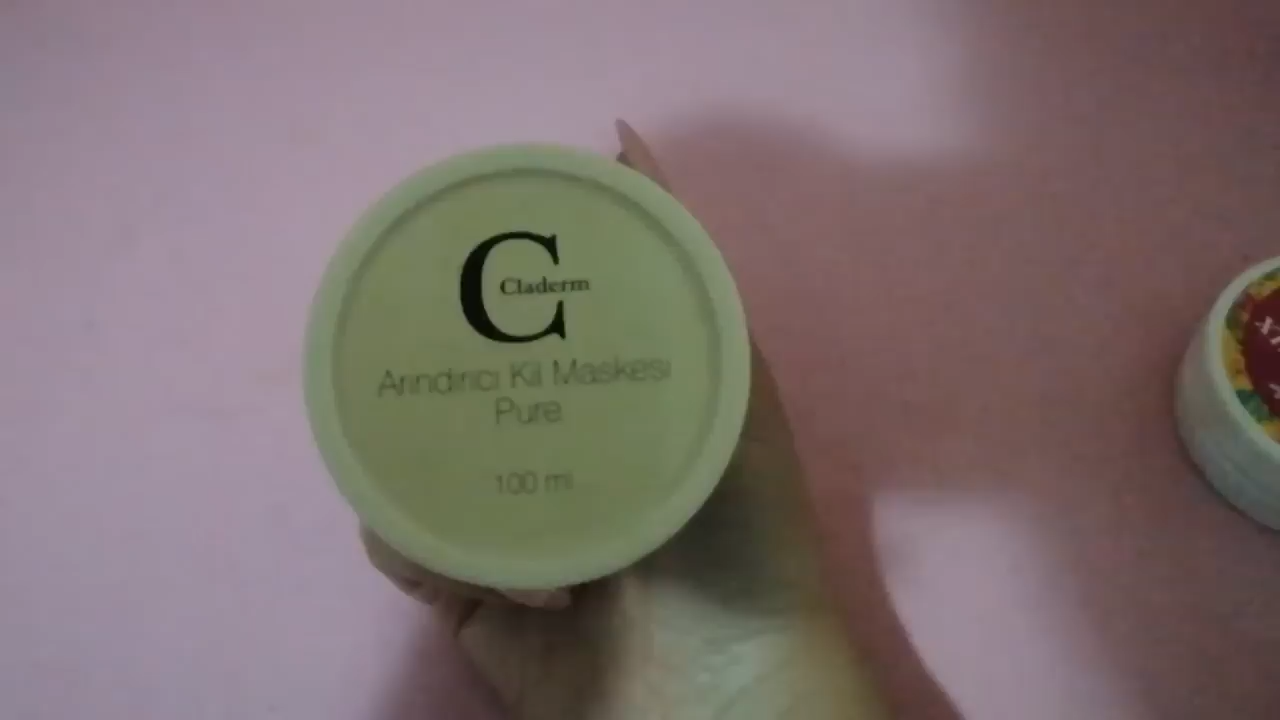 C
Claderm
Arındırıcı Kil Maskesi
Pure
100 ml